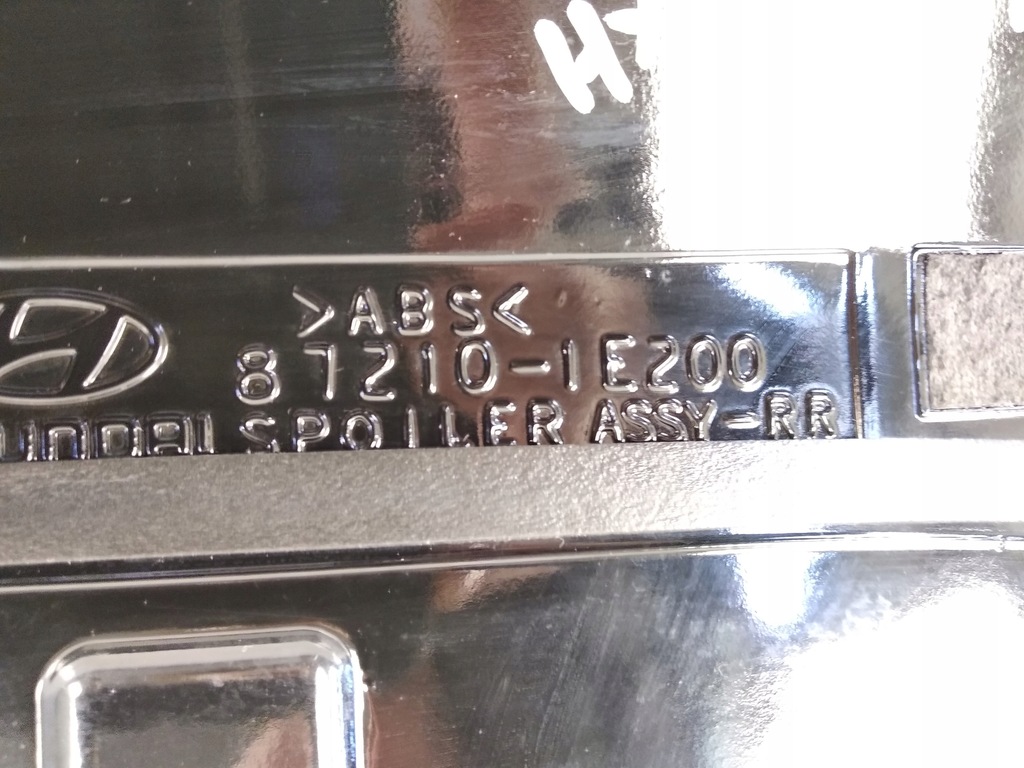 H
>ABS<
87210-1E200
HYUNDAI SPOILER ASSY-RR